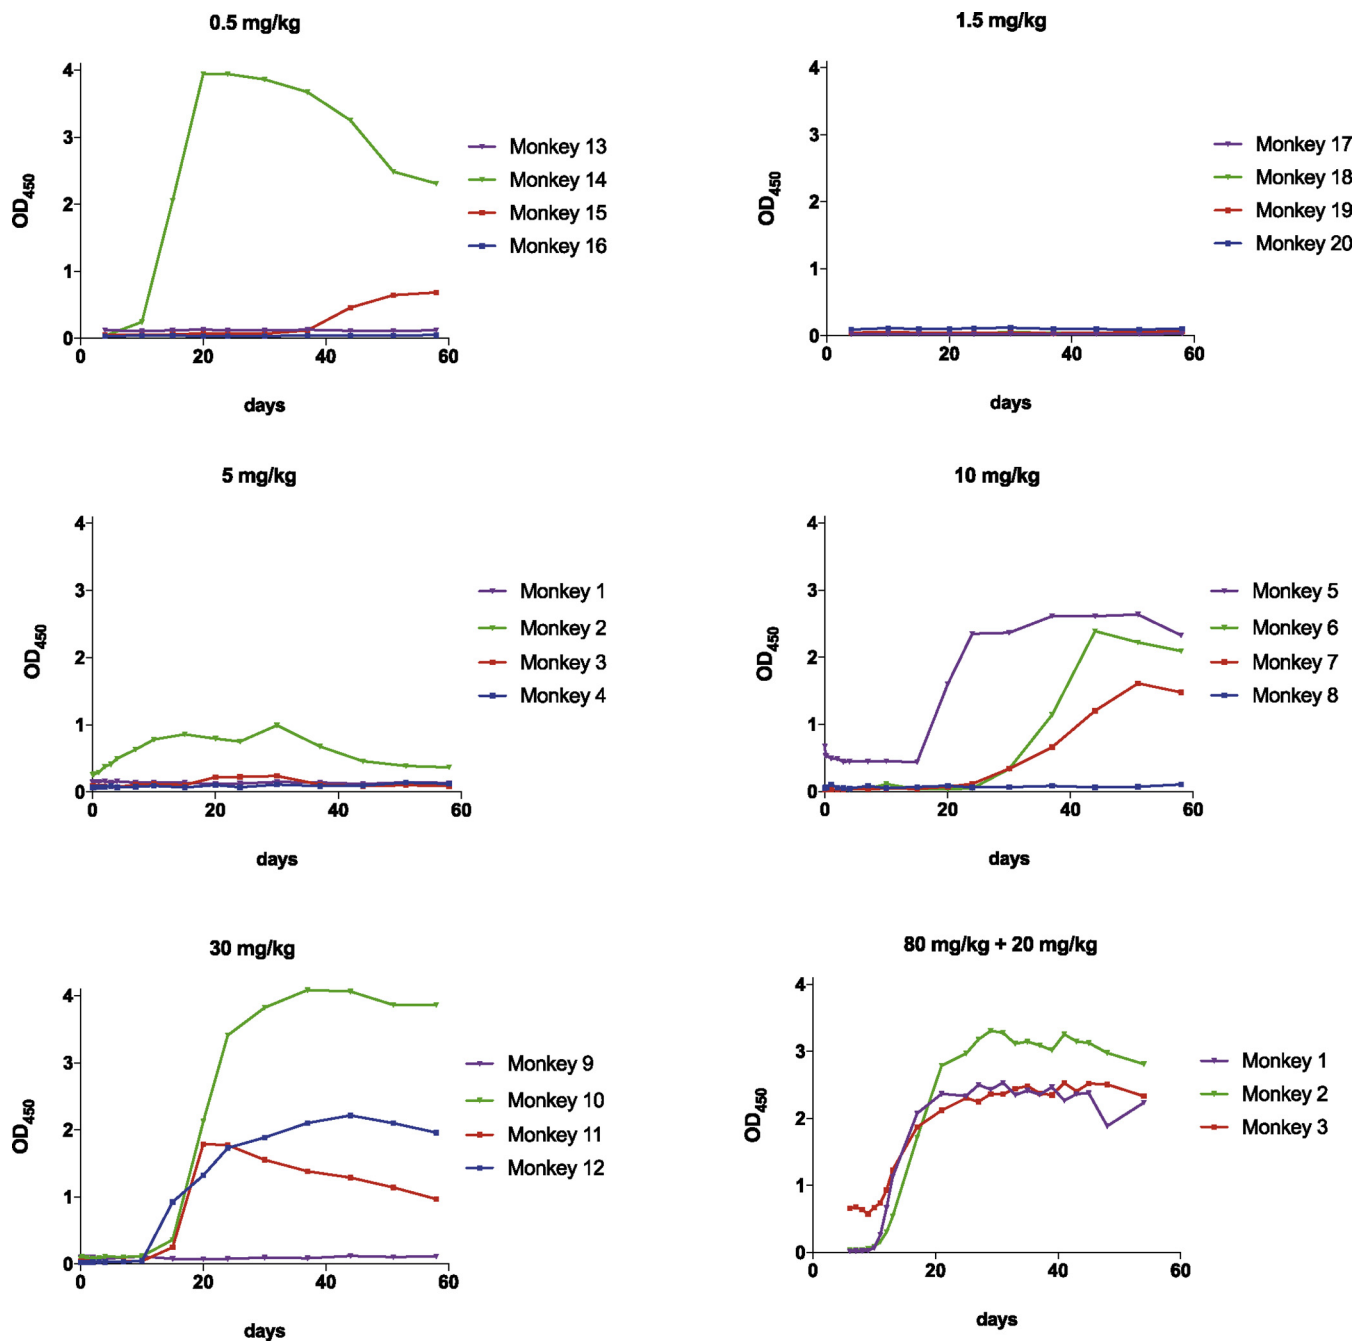 0.5 mg/kg
4
3
2
1
0
OD450
0 20 40 60
days
Monkey 13
Monkey 14
Monkey 15
Monkey 16
1.5 mg/kg
4
3
2
1
0
OD450
0 20 40 60
days
Monkey 17
Monkey 18
Monkey 19
Monkey 20
5 mg/kg
4
3
2
1
0
OD450
0 20 40 60
days
Monkey 1
Monkey 2
Monkey 3
Monkey 4
10 mg/kg
4
3
2
1
0
OD450
0 20 40 60
days
Monkey 5
Monkey 6
Monkey 7
Monkey 8
30 mg/kg
4
3
2
1
0
OD450
0 20 40 60
days
Monkey 9
Monkey 10
Monkey 11
Monkey 12
80 mg/kg + 20 mg/kg
4
3
2
1
0
OD450
0 20 40 60
days
Monkey 1
Monkey 2
Monkey 3